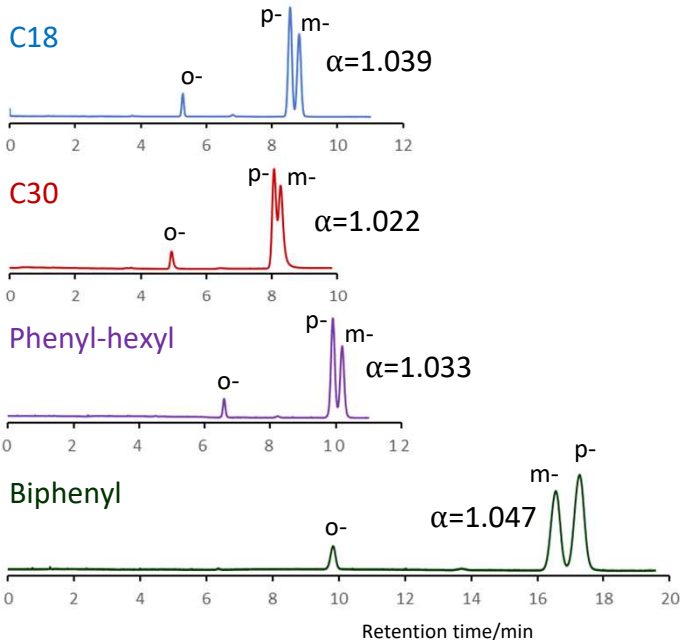 C18
p-
m-
α=1.039
o-
0 2 4 6 8 10 12
C30
p- m-
α=1.022
o-
0 2 4 6 8 10
Phenyl-hexyl
p-
m-
α=1.033
o-
0 2 4 6 8 10 12
Biphenyl
p-
m-
α=1.047
o-
0 2 4 6 8 10 12 14 16 18 20
Retention time/min